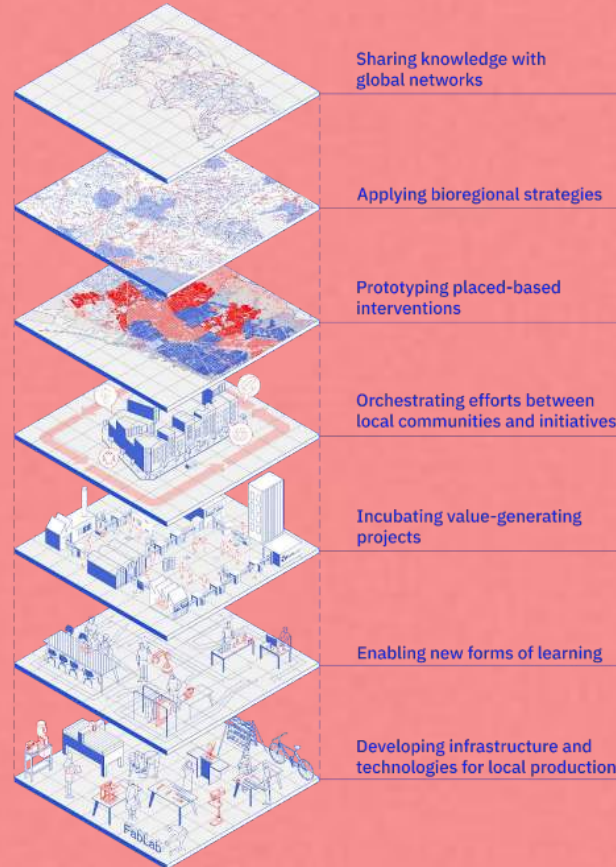 Sharing knowledge with
global networks
Applying bioregional strategies
Prototyping placed-based
interventions
Orchestrating efforts between
local communities and initiatives
Incubating value-generating
projects
Enabling new forms of learning
Developing infrastructure and
technologies for local production
FabLab